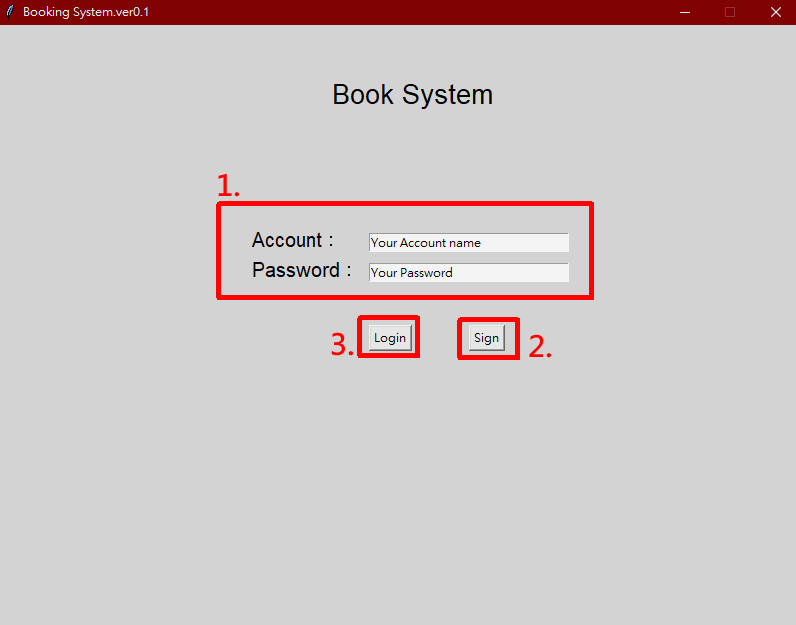 Booking System.ver0.1
Book System
1.
Account : Your Account name
Password : Your Password
3. Login Sign 2.